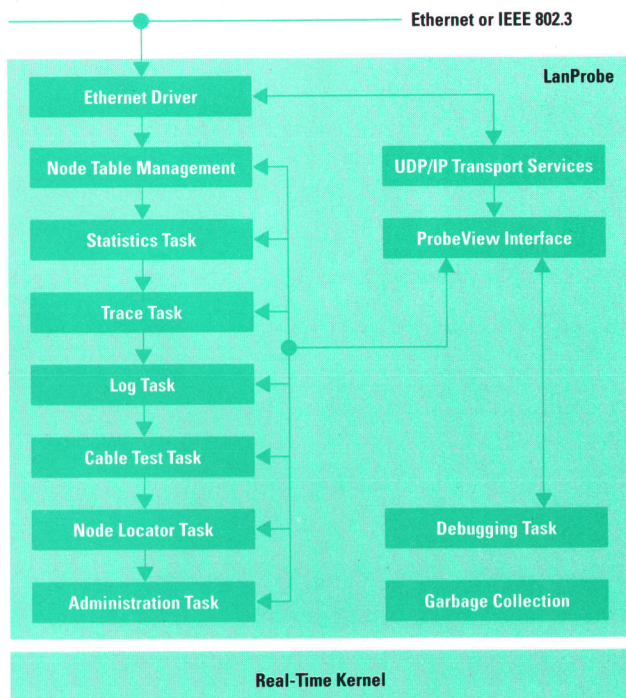 Ethernet or IEEE 802.3
LanProbe
Ethernet Driver
Node Table Management
UDP/IP Transport Services
Statistics Task
ProbeView Interface
Trace Task
Log Task
Cable Test Task
Node Locator Task
Debugging Task
Administration Task
Garbage Collection
Real-Time Kernel